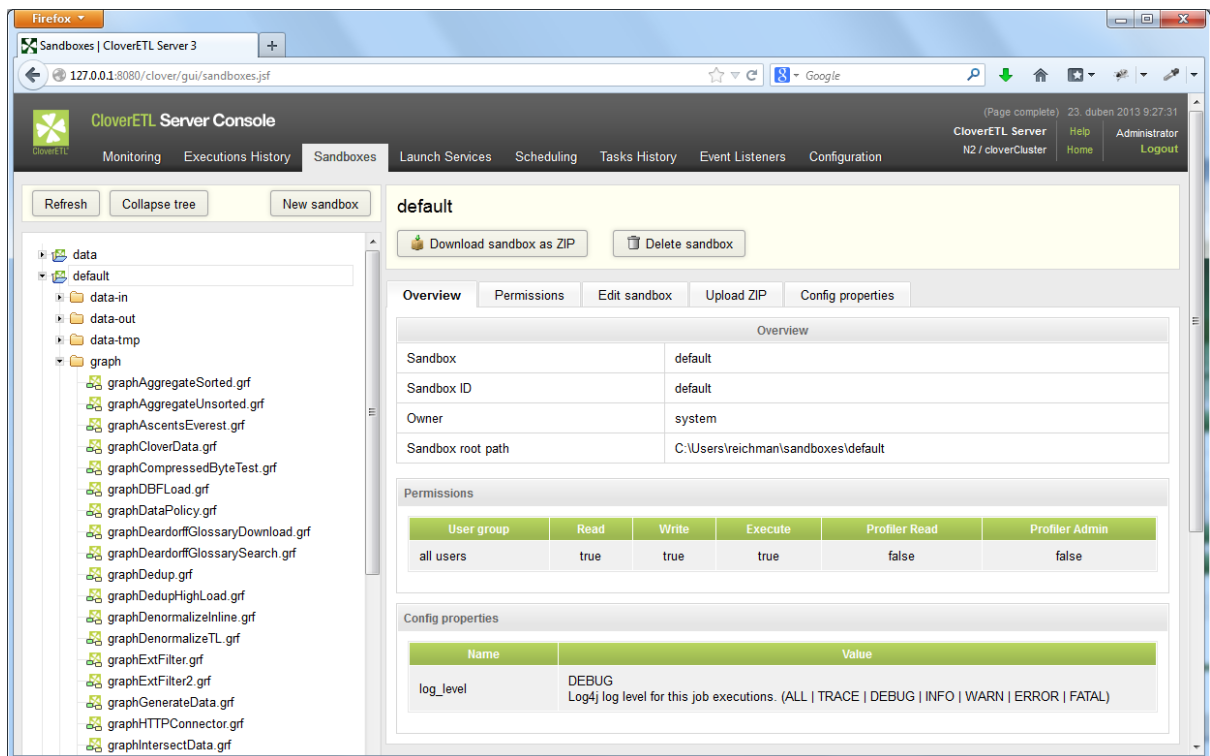 Firefox
Sandboxes | CloverETL Server 3
127.0.0.1:8080/clover/gui/sandboxes.jsf
Google
CloverETL Server Console
(Page complete) 23. duben 2013 9:27:31
CloverETL Server Help Administrator
N2 / cloverCluster Home Logout
CloverETL
Monitoring Executions History Sandboxes Launch Services Scheduling Tasks History Event Listeners Configuration
Refresh Collapse tree New sandbox
data
default
data-in
data-out
data-tmp
graph
graphAggregateSorted.grf
graphAggregateUnsorted.grf
graphAscentsEverest.grf
graphCloverData.grf
graphCompressedByteTest.grf
graphDBFLoad.grf
graphDataPolicy.grf
graphDeardorffGlossaryDownload.grf
graphDeardorffGlossarySearch.grf
graphDedup.grf
graphDedupHighLoad.grf
graphDenormalizeInline.grf
graphDenormalizeTL.grf
graphExtFilter.grf
graphExtFilter2.grf
graphGenerateData.grf
graphHTTPConnector.grf
graphIntersectData.grf
default
Download sandbox as ZIP Delete sandbox
Overview Permissions Edit sandbox Upload ZIP Config properties
Overview
Sandbox default
Sandbox ID default
Owner system
Sandbox root path C:\Users\reichman\sandboxes\default
Permissions
User group Read Write Execute Profiler Read Profiler Admin
all users true true true false false
Config properties
Name Value
log_level DEBUG
Log4j log level for this job executions. (ALL | TRACE | DEBUG | INFO | WARN | ERROR | FATAL)